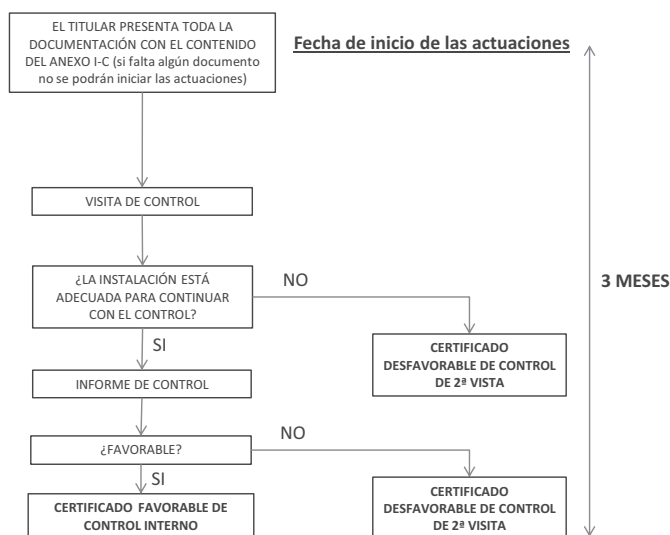 EL TITULAR PRESENTA TODA LA
DOCUMENTACIÓN CON EL CONTENIDO
DEL ANEXO I-C (si falta algún documento
no se podrán iniciar las actuaciones)
Fecha de inicio de las actuaciones
VISITA DE CONTROL
¿LA INSTALACIÓN ESTÁ
ADECUADA PARA CONTINUAR
CON EL CONTROL?
NO
3 MESES
SI
CERTIFICADO
DESFAVORABLE DE CONTROL
DE 2ª VISTA
INFORME DE CONTROL
¿FAVORABLE?
NO
SI
CERTIFICADO FAVORABLE DE
CONTROL INTERNO
CERTIFICADO
DESFAVORABLE DE CONTROL
DE 2ª VISITA